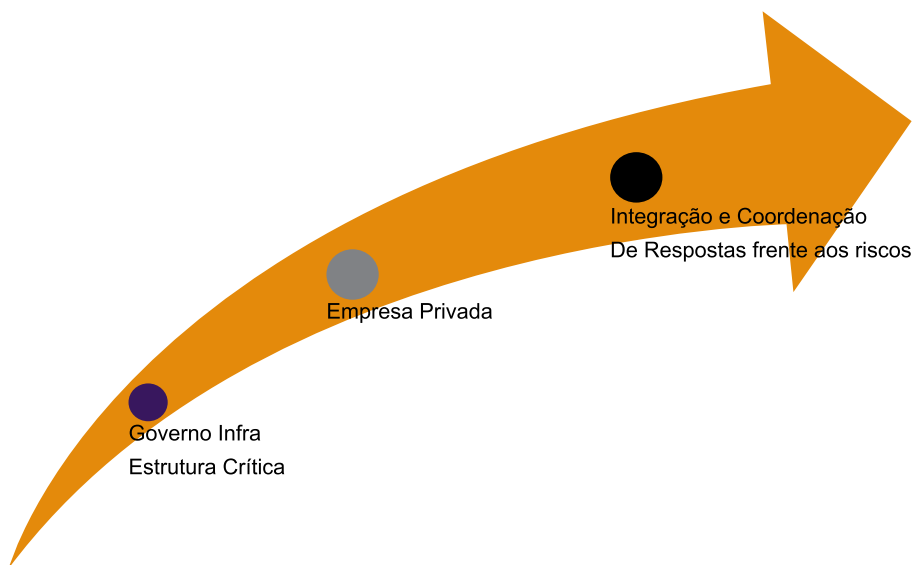 Integração e Coordenação
De Respostas frente aos riscos
Empresa Privada
Governo Infra
Estrutura Crítica